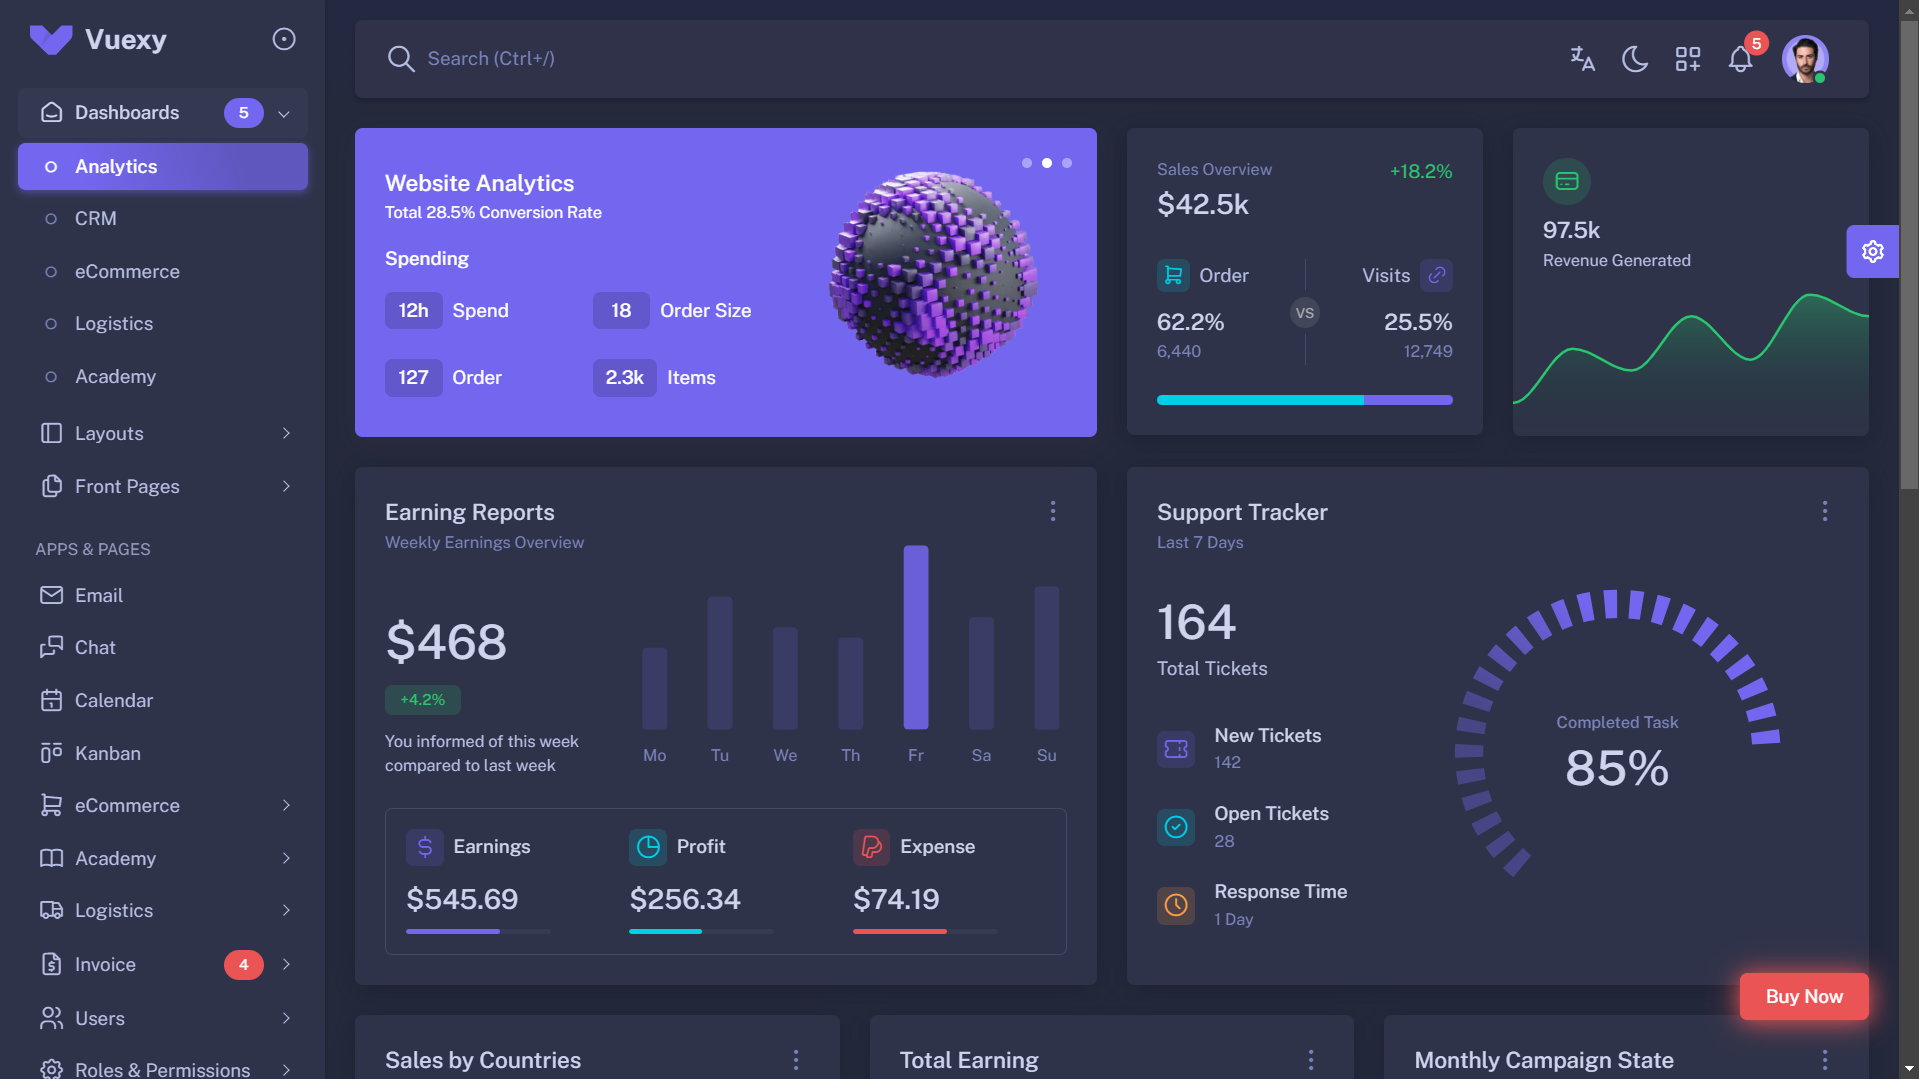 Vuexy
Dashboards 5
Analytics
CRM
eCommerce
Logistics
Academy
Layouts
Front Pages
APPS & PAGES
Email
Chat
Calendar
Kanban
eCommerce
Academy
Logistics
Invoice 4
Users
Roles & Permissions
Search (Ctrl+/)
5
Website Analytics
Total 28.5% Conversion Rate
Spending
12h Spend 18 Order Size
127 Order 2.3k Items
Sales Overview +18.2%
$42.5k
Order Visits
VS
62.2% 25.5%
6,440 12,749
97.5k
Revenue Generated
Earning Reports
Weekly Earnings Overview
$468
+4.2%
You informed of this week
compared to last week
Mo Tu We Th Fr Sa Su
Earnings Profit Expense
$545.69 $256.34 $74.19
Support Tracker
Last 7 Days
164
Total Tickets
New Tickets
142
Open Tickets
28
Response Time
1 Day
Completed Task
85%
Buy Now
Sales by Countries
Total Earning
Monthly Campaign State